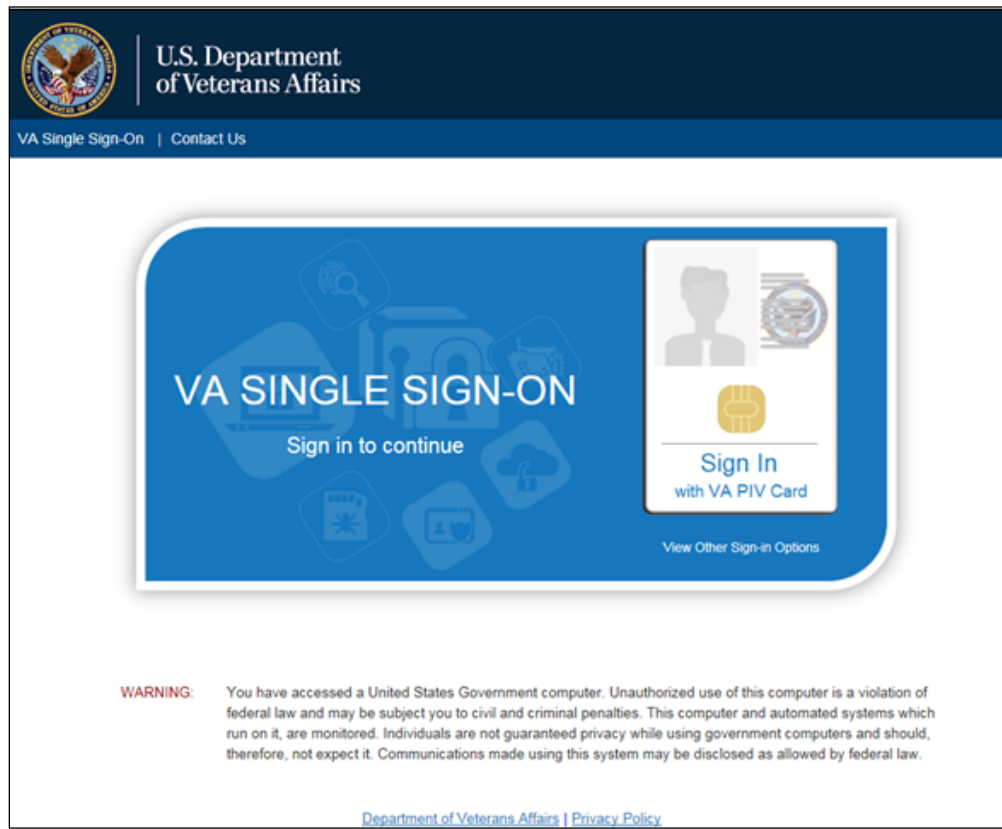 U.S. Department
of Veterans Affairs
VA Single Sign-On | Contact Us
VA SINGLE SIGN-ON
Sign in to continue
Sign In
with VA PIV Card
View Other Sign-in Options
WARNING: You have accessed a United States Government computer. Unauthorized use of this computer is a violation of
federal law and may be subject you to civil and criminal penalties. This computer and automated systems which
run on it, are monitored. Individuals are not guaranteed privacy while using government computers and should,
therefore, not expect it. Communications made using this system may be disclosed as allowed by federal law.
Department of Veterans Affairs | Privacy Policy